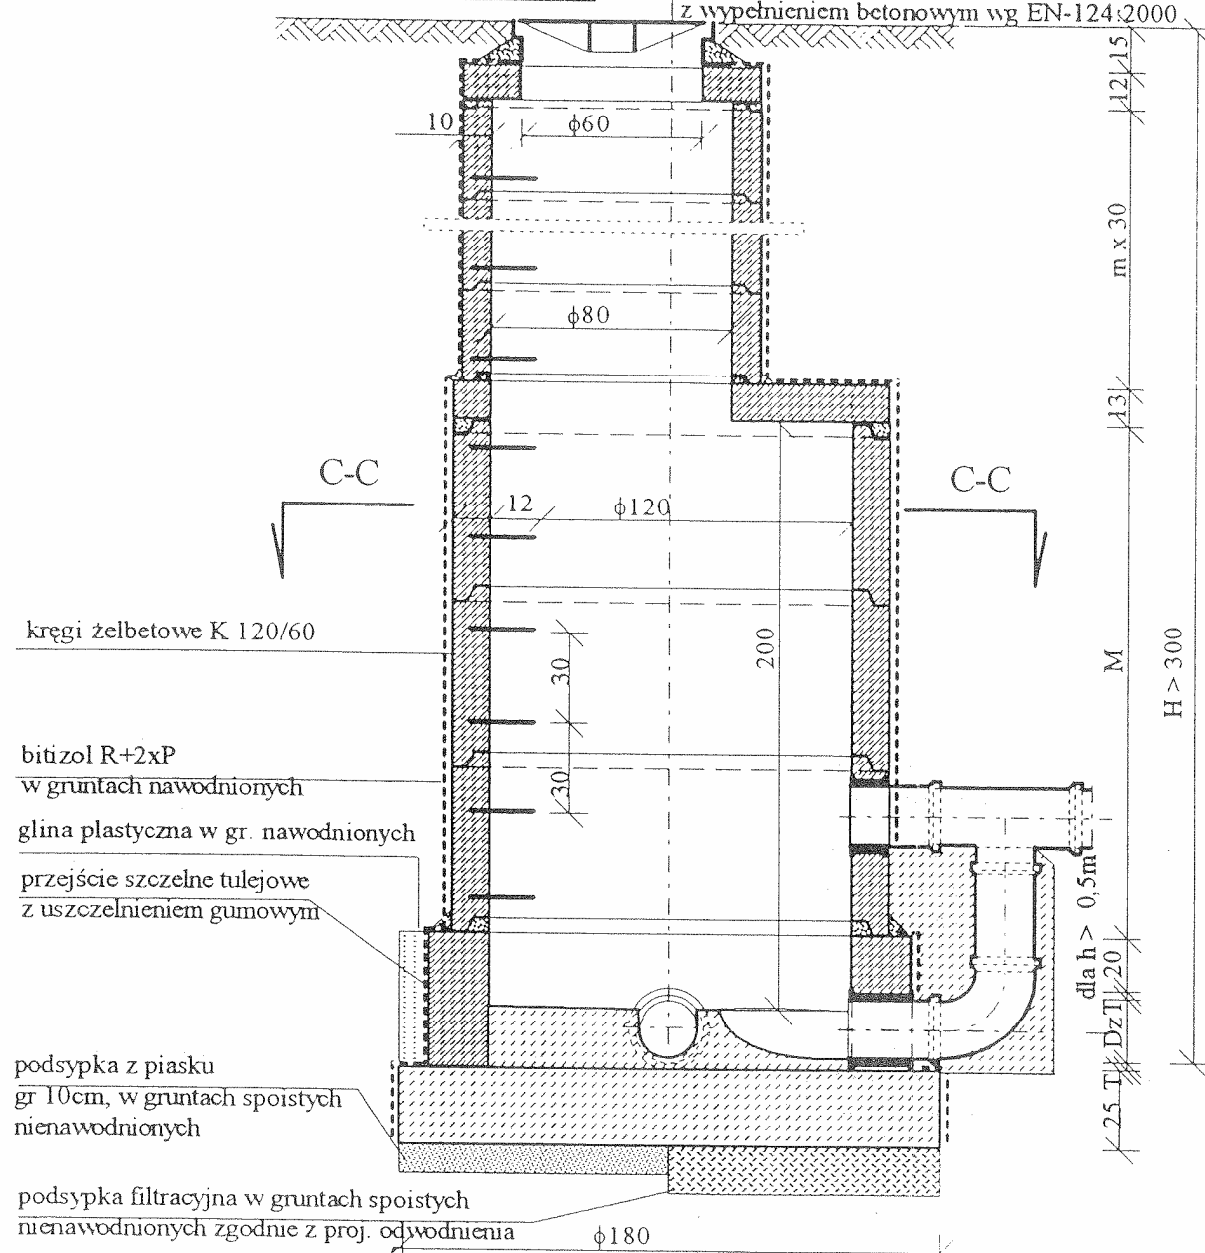 z wypełnieniem betonowym wg EN-124:2000
15
12
10
ϕ60
m x 30
ϕ80
13
C-C
C-C
12
ϕ120
kręgi żelbetowe K 120/60
30
200
M
H > 300
bitizol R+2xP
w gruntach nawodnionych
30
glina plastyczna w gr. nawodnionych
przejście szczelne tulejowe
z uszczelnieniem gumowym
dla h > 0,5m
20
DzT
25 T
podsypka z piasku
gr 10cm, w gruntach spoistych
nienawodnionych
podsypka filtracyjna w gruntach spoistych
nienawodnionych zgodnie z proj. odwodnienia
ϕ180